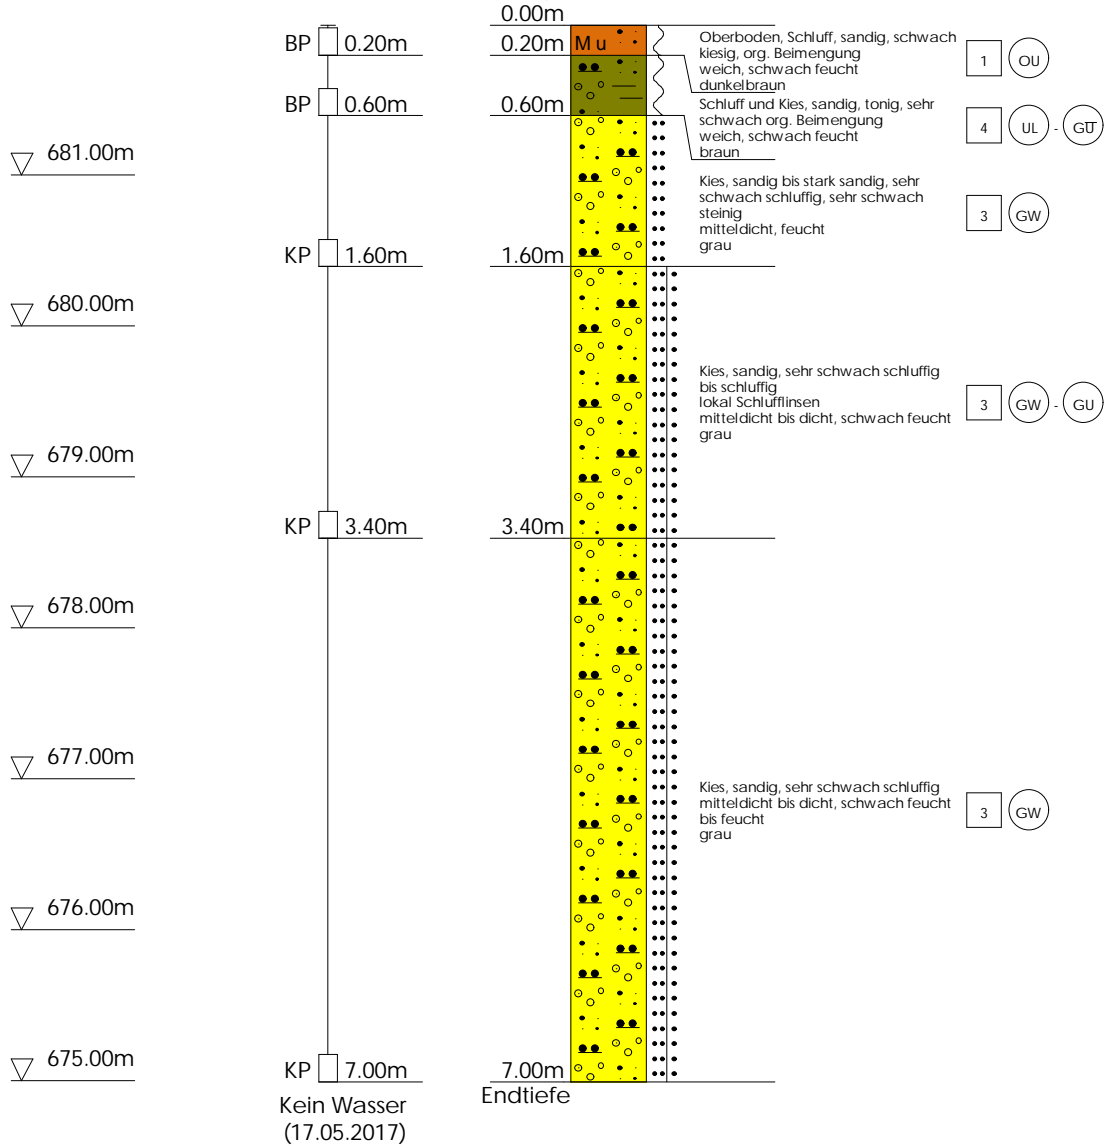 0.00m
BP 0.20m
0.20m
M u
Oberboden, Schluff, sandig, schwach
kiesig, org. Beimengung
weich, schwach feucht
dunkelbraun
1 OU
BP 0.60m
0.60m
Schluff und Kies, sandig, tonig, sehr
schwach org. Beimengung
weich, schwach feucht
braun
4 UL - GU̅
681.00m
Kies, sandig bis stark sandig, sehr
schwach schluffig, sehr schwach
steinig
mitteldicht, feucht
grau
3 GW
KP 1.60m
1.60m
680.00m
Kies, sandig, sehr schwach schluffig
bis schluffig
lokal Schlufflinsen
mitteldicht bis dicht, schwach feucht
grau
3 GW - GU
679.00m
KP 3.40m
3.40m
678.00m
677.00m
Kies, sandig, sehr schwach schluffig
mitteldicht bis dicht, schwach feucht
bis feucht
grau
3 GW
676.00m
675.00m
KP 7.00m
7.00m
Endtiefe
Kein Wasser
(17.05.2017)